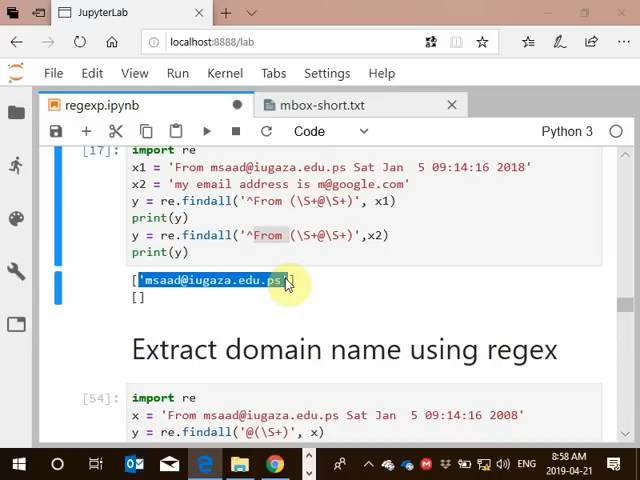 JupyterLab
localhost:8888/lab
File Edit View Run Kernel Tabs Settings Help
regexp.ipynb
mbox-short.txt
Code
Python 3
[17]:
import re
x1 = 'From msaad@iugaza.edu.ps Sat Jan  5 09:14:16 2018'
x2 = 'my email address is m@google.com'
y = re.findall('^From (\S+@\S+)', x1)
print(y)
y = re.findall('^From (\S+@\S+)',x2)
print(y)
['msaad@iugaza.edu.ps']
[]
Extract domain name using regex
[54]:
import re
x = 'From msaad@iugaza.edu.ps Sat Jan  5 09:14:16 2008'
y = re.findall('@(\S+)', x)
ENG
8:58 AM
2019-04-21